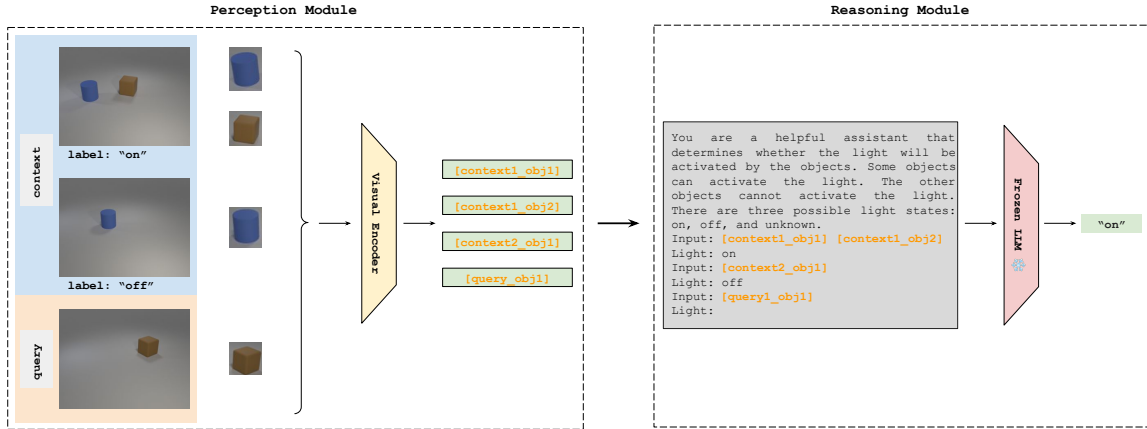 Perception Module
Reasoning Module
context
label: “on”
label: “off”
query
Visual Encoder
[context1_obj1]
[context1_obj2]
[context2_obj1]
[query_obj1]
You are a helpful assistant that
determines whether the light will be
activated by the objects. Some objects
can activate the light. The other
objects cannot activate the light.
There are three possible light states:
on, off, and unknown.
Input: [context1_obj1] [context1_obj2]
Light: on
Input: [context2_obj1]
Light: off
Input: [query1_obj1]
Light:
Frozen LLM
“on”